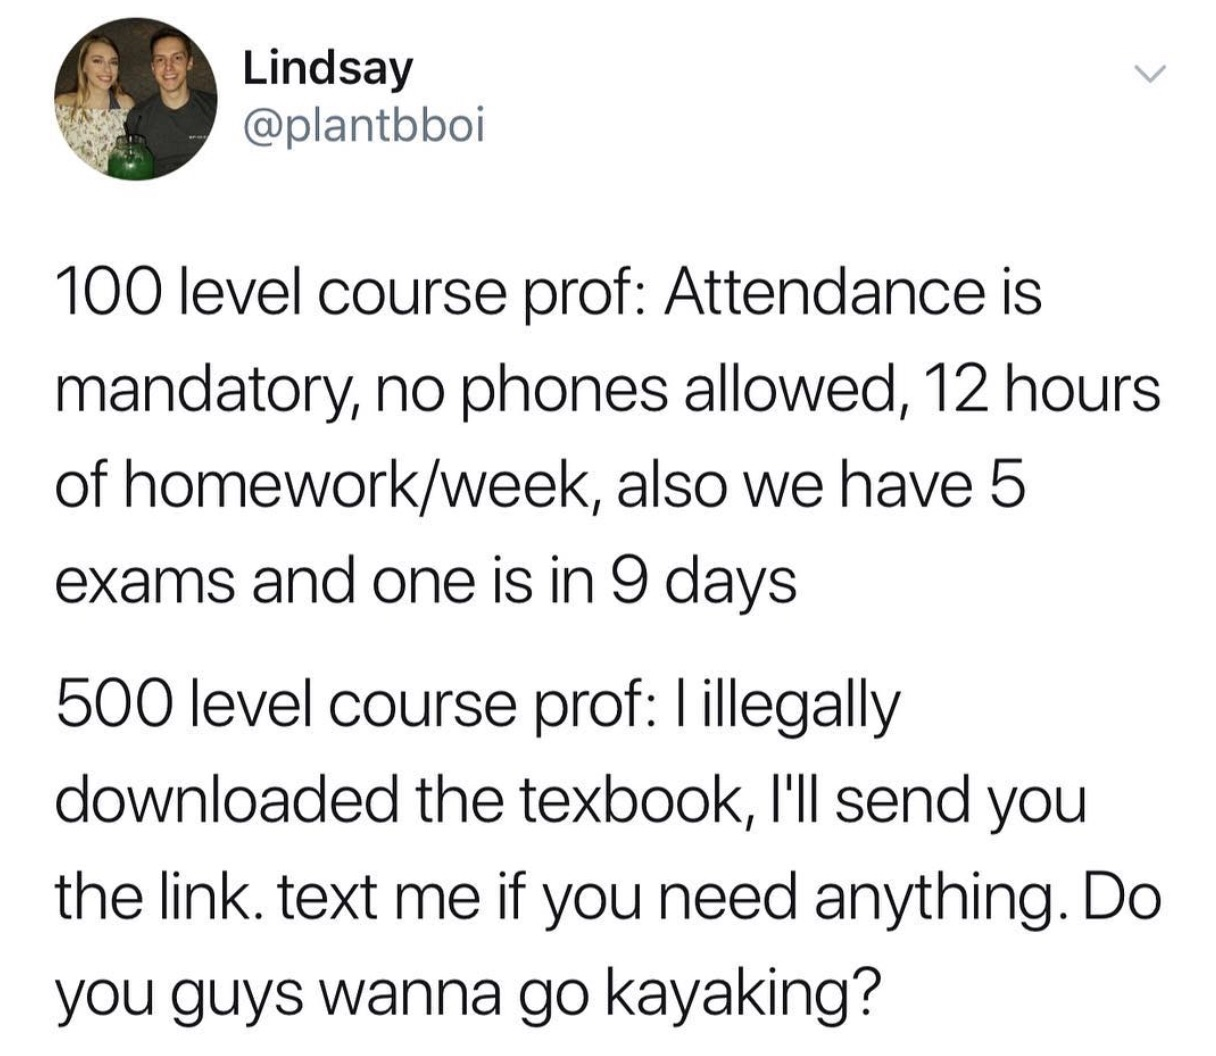 Lindsay
@plantbboi
100 level course prof: Attendance is
mandatory, no phones allowed, 12 hours
of homework/week, also we have 5
exams and one is in 9 days
500 level course prof: I illegally
downloaded the texbook, I'll send you
the link. text me if you need anything. Do
you guys wanna go kayaking?